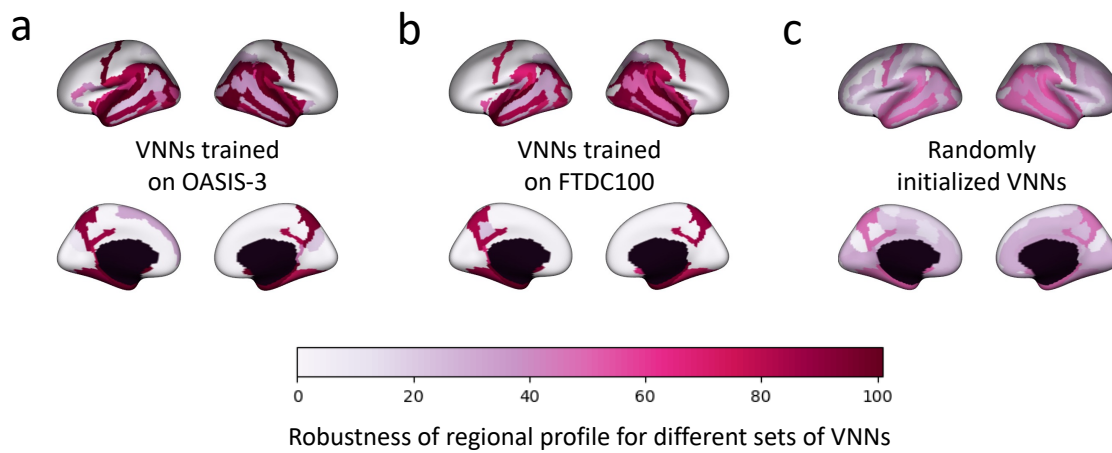 a
b
c
VNNs trained
on OASIS-3
VNNs trained
on FTDC100
Randomly
initialized VNNs
0 20 40 60 80 100
Robustness of regional profile for different sets of VNNs